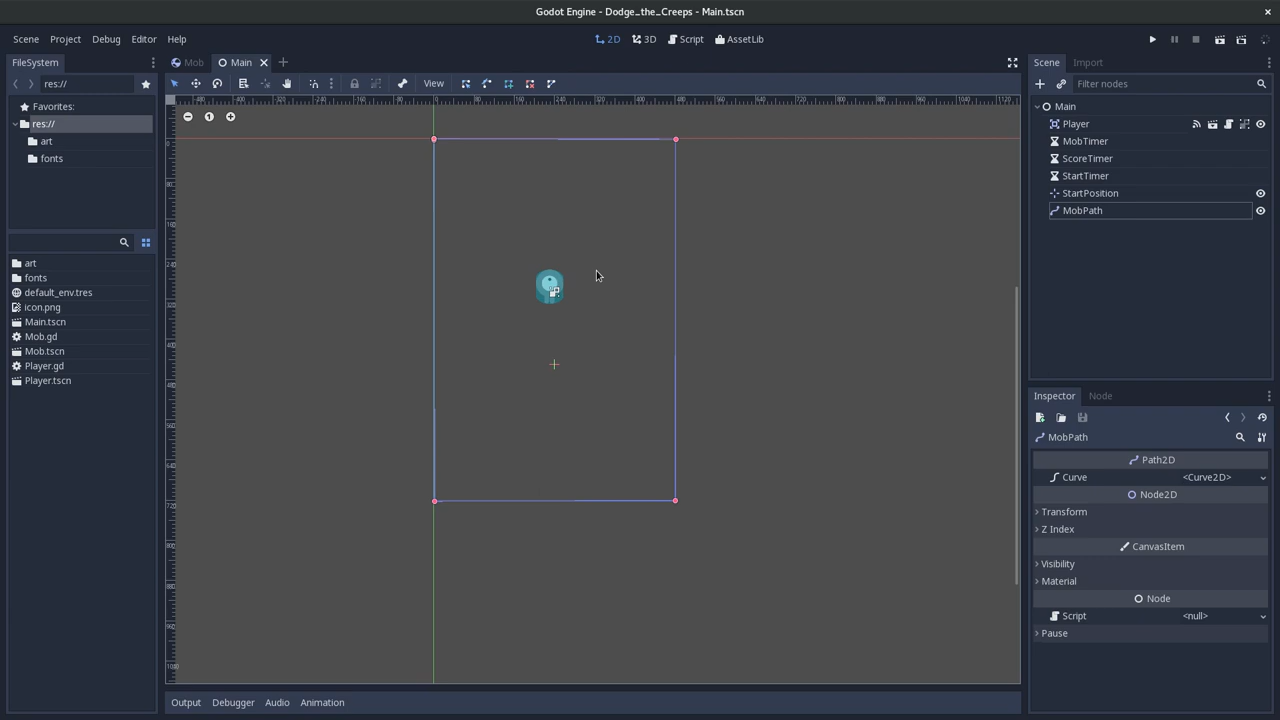 Godot Engine - Dodge_the_Creeps - Main.tscn
Scene Project Debug Editor Help
2D 3D Script AssetLib
FileSystem
res://
Favorites:
res://
art
fonts
art
fonts
default_env.tres
icon.png
Main.tscn
Mob.gd
Mob.tscn
Player.gd
Player.tscn
Mob Main
View
Output Debugger Audio Animation
Scene Import
Filter nodes
Main
Player
MobTimer
ScoreTimer
StartTimer
StartPosition
MobPath
Inspector Node
MobPath
Path2D
Curve <Curve2D>
Node2D
Transform
Z Index
CanvasItem
Visibility
Material
Node
Script <null>
Pause